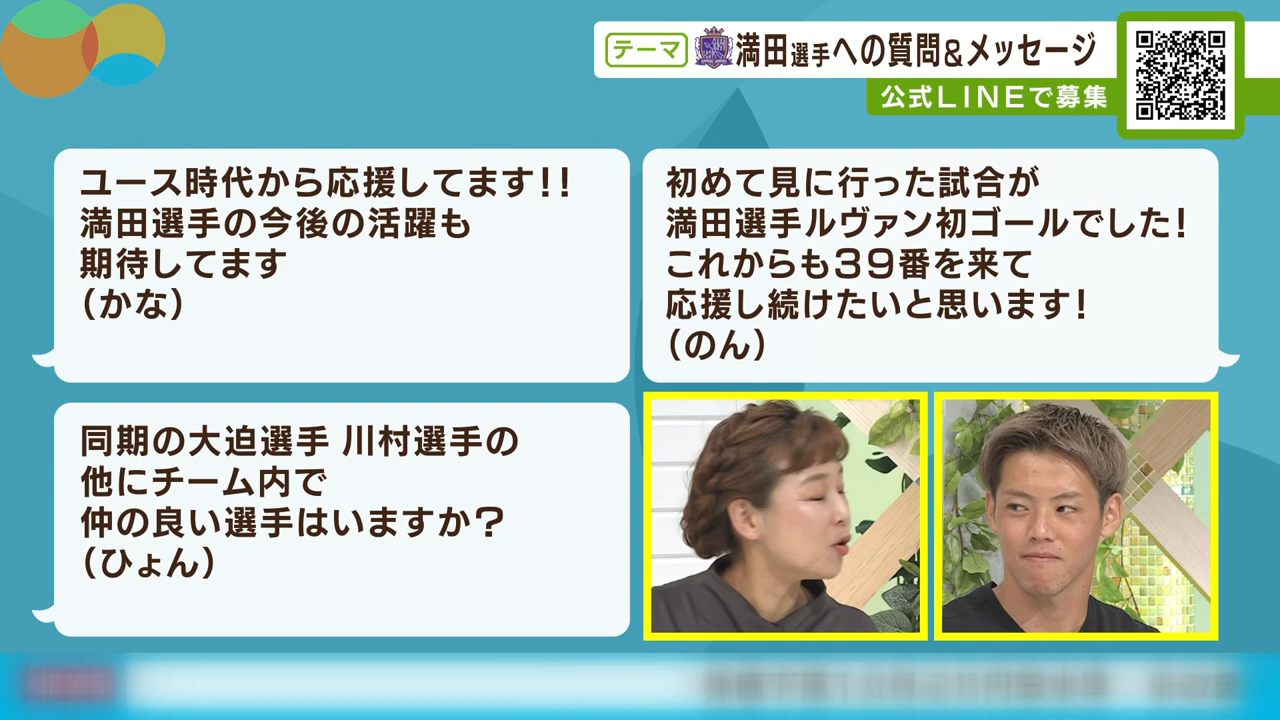 テーマ 満田選手への質問&メッセージ
公式LINEで募集
ユース時代から応援してます!!
満田選手の今後の活躍も
期待してます
(かな)
初めて見に行った試合が
満田選手ルヴァン初ゴールでした!
これからも39番を来て
応援し続けたいと思います!
(のん)
同期の大迫選手 川村選手の
他にチーム内で
仲の良い選手はいますか?
(ひょん)